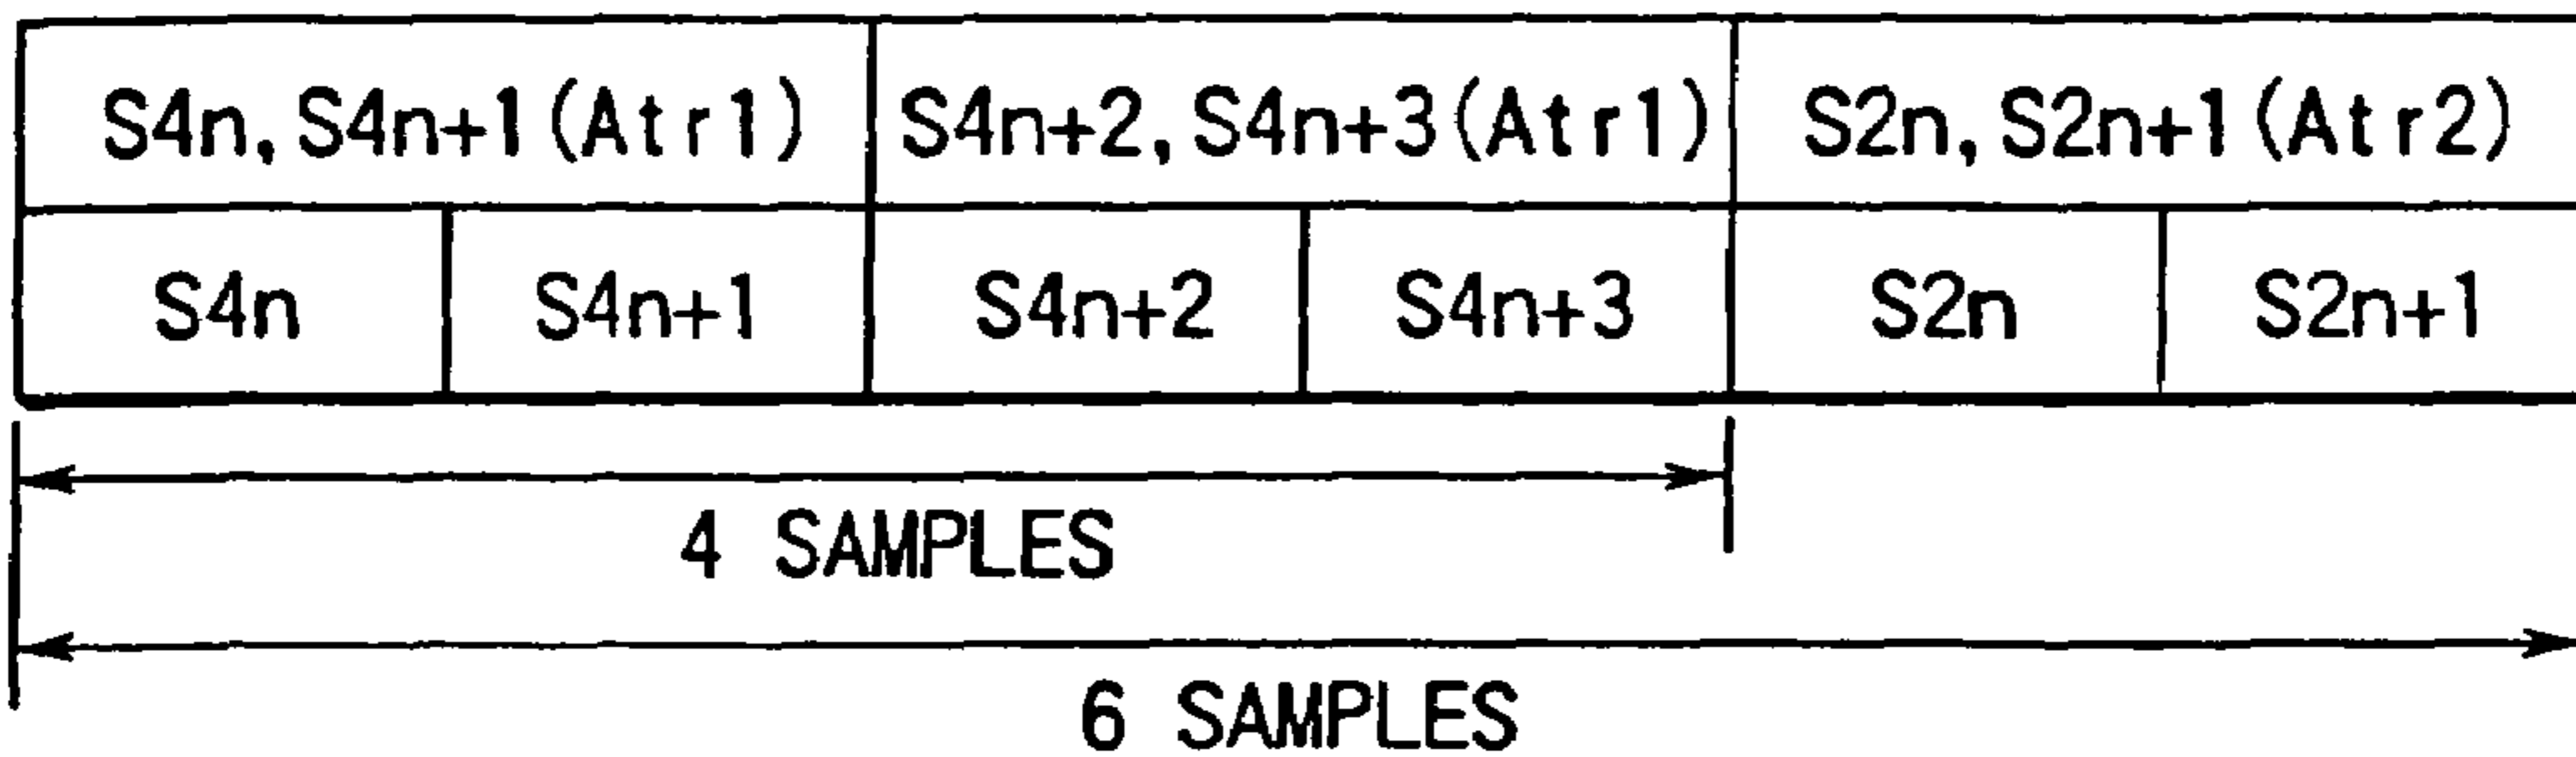 S4n, S4n+1 (Atr1) S4n+2, S4n+3 (Atr1) S2n, S2n+1 (Atr2)
S4n S4n+1 S4n+2 S4n+3 S2n S2n+1
4 SAMPLES
6 SAMPLES